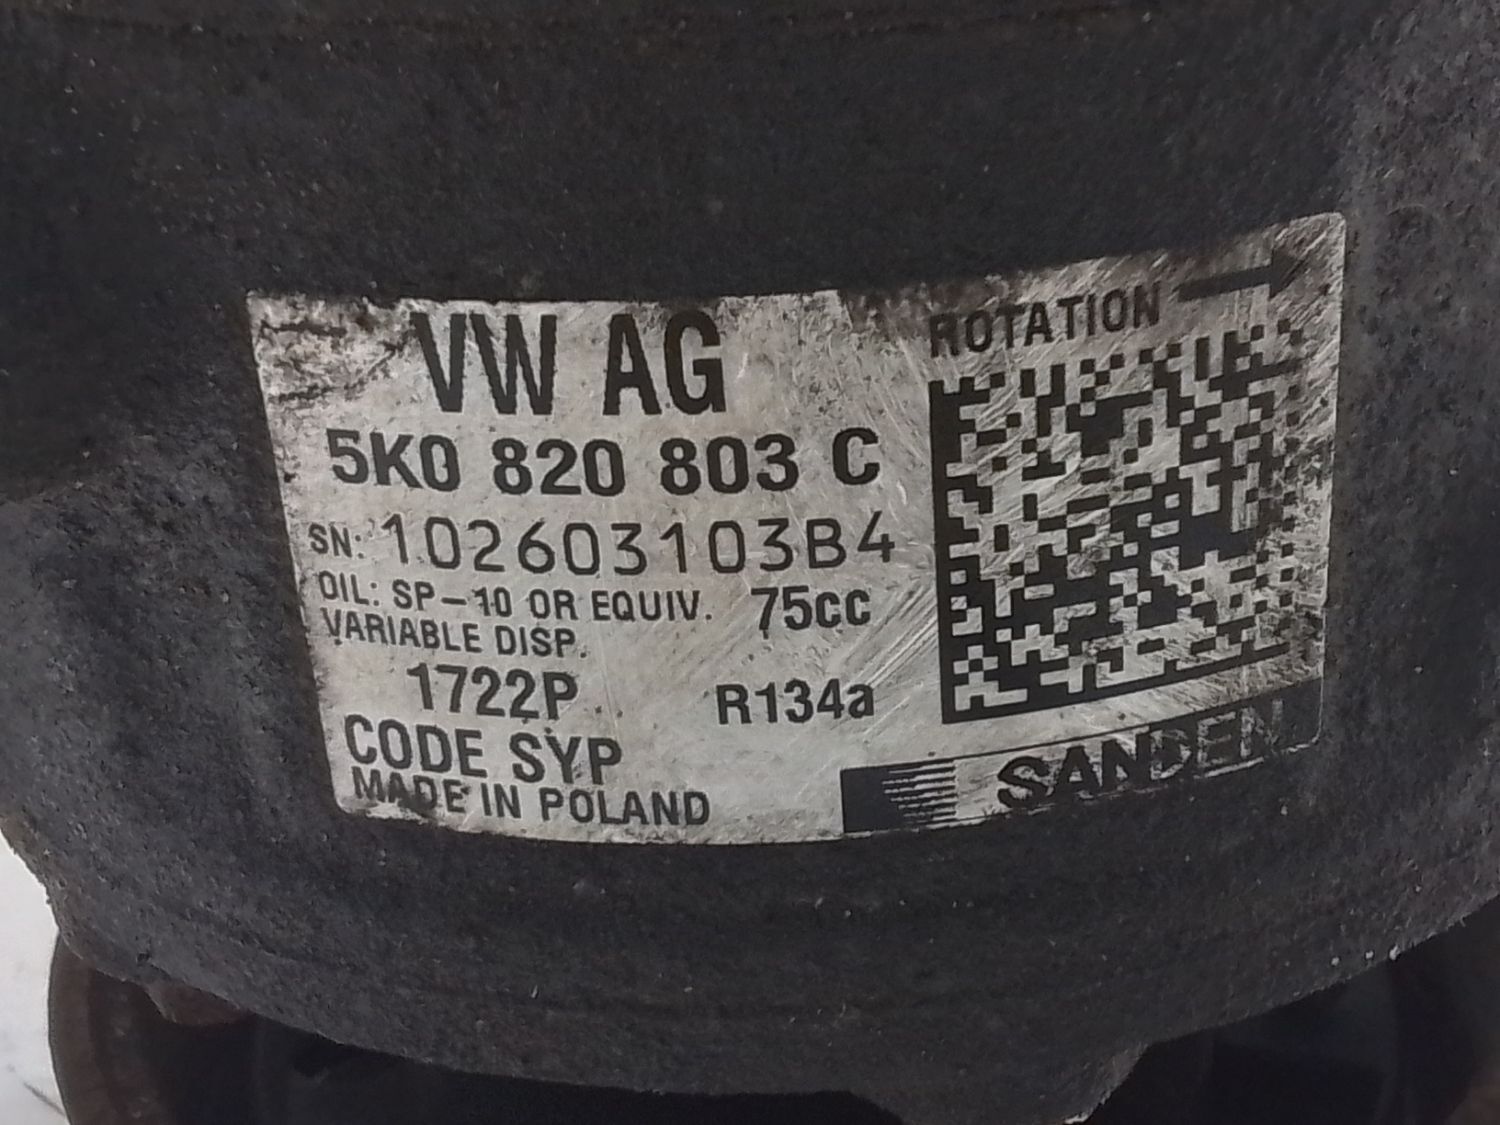 VW AG
ROTATION
5K0 820 803 C
SN: 102603103B4
OIL: SP-10 OR EQUIV. 75cc
VARIABLE DISP.
1722P R134a
CODE SYP
MADE IN POLAND
SANDEN